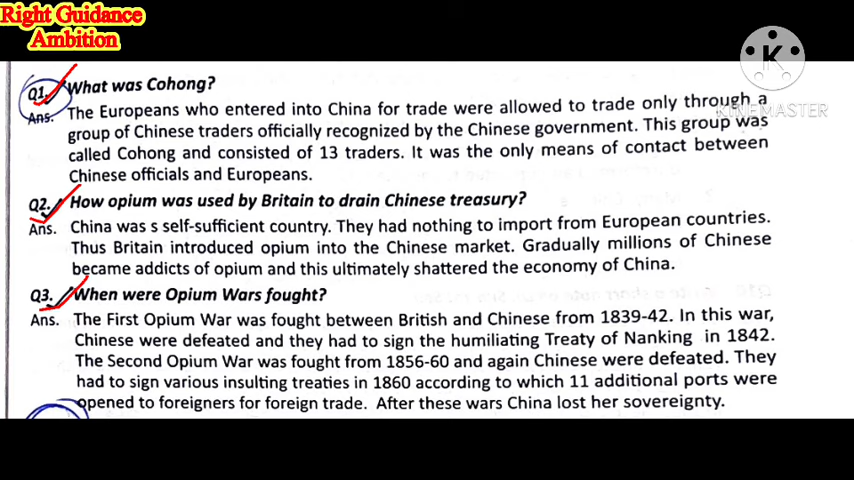 Right Guidance
Ambition
K
KINEMASTER
Q1. What was Cohong?
Ans. The Europeans who entered into China for trade were allowed to trade only through a
group of Chinese traders officially recognized by the Chinese government. This group was
called Cohong and consisted of 13 traders. It was the only means of contact between
Chinese officials and Europeans.
Q2. How opium was used by Britain to drain Chinese treasury?
Ans. China was s self-sufficient country. They had nothing to import from European countries.
Thus Britain introduced opium into the Chinese market. Gradually millions of Chinese
became addicts of opium and this ultimately shattered the economy of China.
Q3. When were Opium Wars fought?
Ans. The First Opium War was fought between British and Chinese from 1839-42. In this war,
Chinese were defeated and they had to sign the humiliating Treaty of Nanking in 1842.
The Second Opium War was fought from 1856-60 and again Chinese were defeated. They
had to sign various insulting treaties in 1860 according to which 11 additional ports were
opened to foreigners for foreign trade. After these wars China lost her sovereignty.